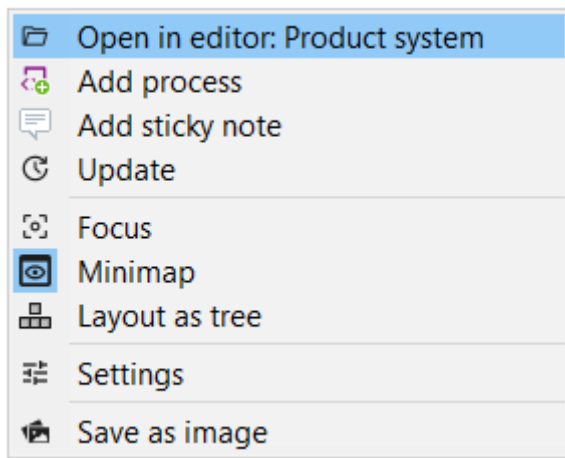 Open in editor: Product system
Add process
Add sticky note
Update
Focus
Minimap
Layout as tree
Settings
Save as image